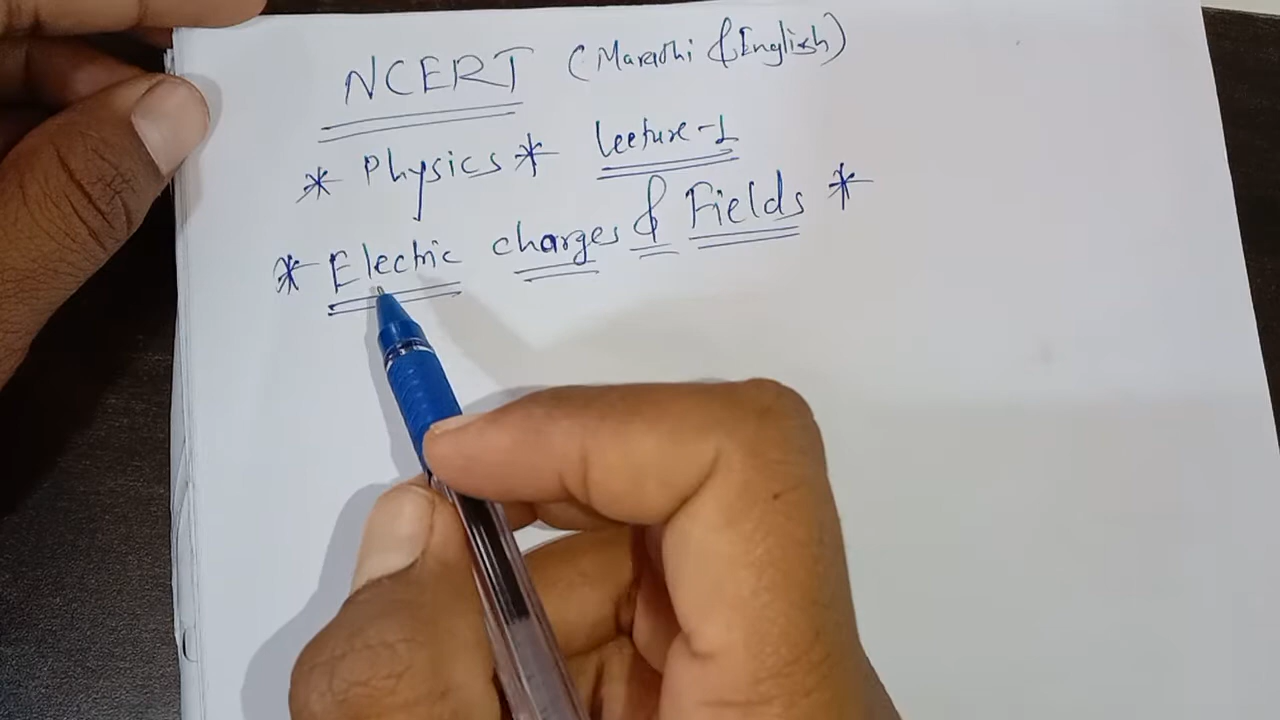 NCERT (Marathi & English)
* Physics * Lecture-1
* Electric charges & Fields *